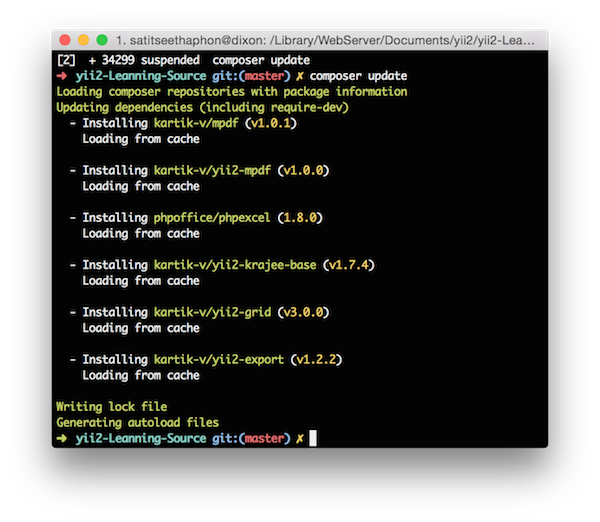 1. satitseethaphon@dixon: /Library/WebServer/Documents/yii2/yii2-Lea…
[2]  + 34299 suspended  composer update
➜  yii2-Leanning-Source git:(master) ✗ composer update
Loading composer repositories with package information
Updating dependencies (including require-dev)
  - Installing kartik-v/mpdf (v1.0.1)
    Loading from cache
  - Installing kartik-v/yii2-mpdf (v1.0.0)
    Loading from cache
  - Installing phpoffice/phpexcel (1.8.0)
    Loading from cache
  - Installing kartik-v/yii2-krajee-base (v1.7.4)
    Loading from cache
  - Installing kartik-v/yii2-grid (v3.0.0)
    Loading from cache
  - Installing kartik-v/yii2-export (v1.2.2)
    Loading from cache
Writing lock file
Generating autoload files
➜  yii2-Leanning-Source git:(master) ✗